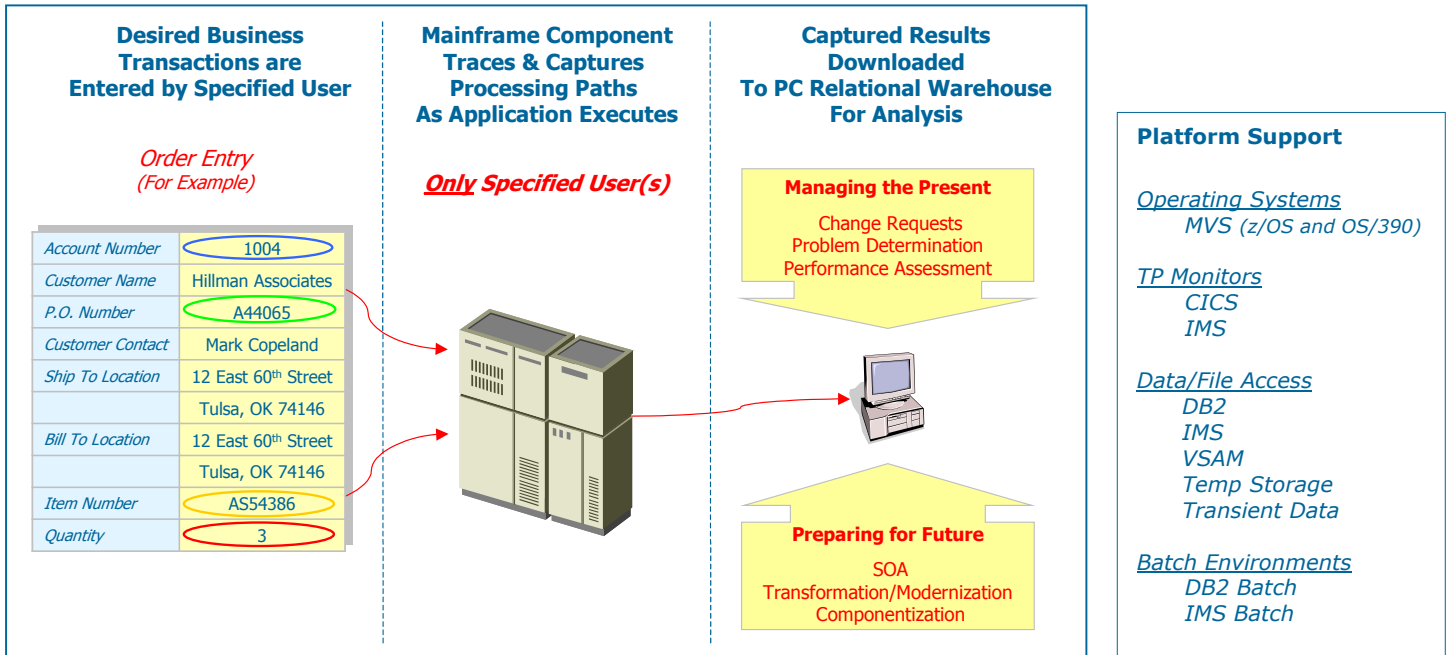 Desired Business
Transactions are
Entered by Specified User
Order Entry
(For Example)
Account Number 1004
Customer Name Hillman Associates
P.O. Number A44065
Customer Contact Mark Copeland
Ship To Location 12 East 60th Street
Tulsa, OK 74146
Bill To Location 12 East 60th Street
Tulsa, OK 74146
Item Number AS54386
Quantity 3
Mainframe Component
Traces & Captures
Processing Paths
As Application Executes
Only Specified User(s)
Captured Results
Downloaded
To PC Relational Warehouse
For Analysis
Managing the Present
Change Requests
Problem Determination
Performance Assessment
Preparing for Future
SOA
Transformation/Modernization
Componentization
Platform Support
Operating Systems
MVS (z/OS and OS/390)
TP Monitors
CICS
IMS
Data/File Access
DB2
IMS
VSAM
Temp Storage
Transient Data
Batch Environments
DB2 Batch
IMS Batch